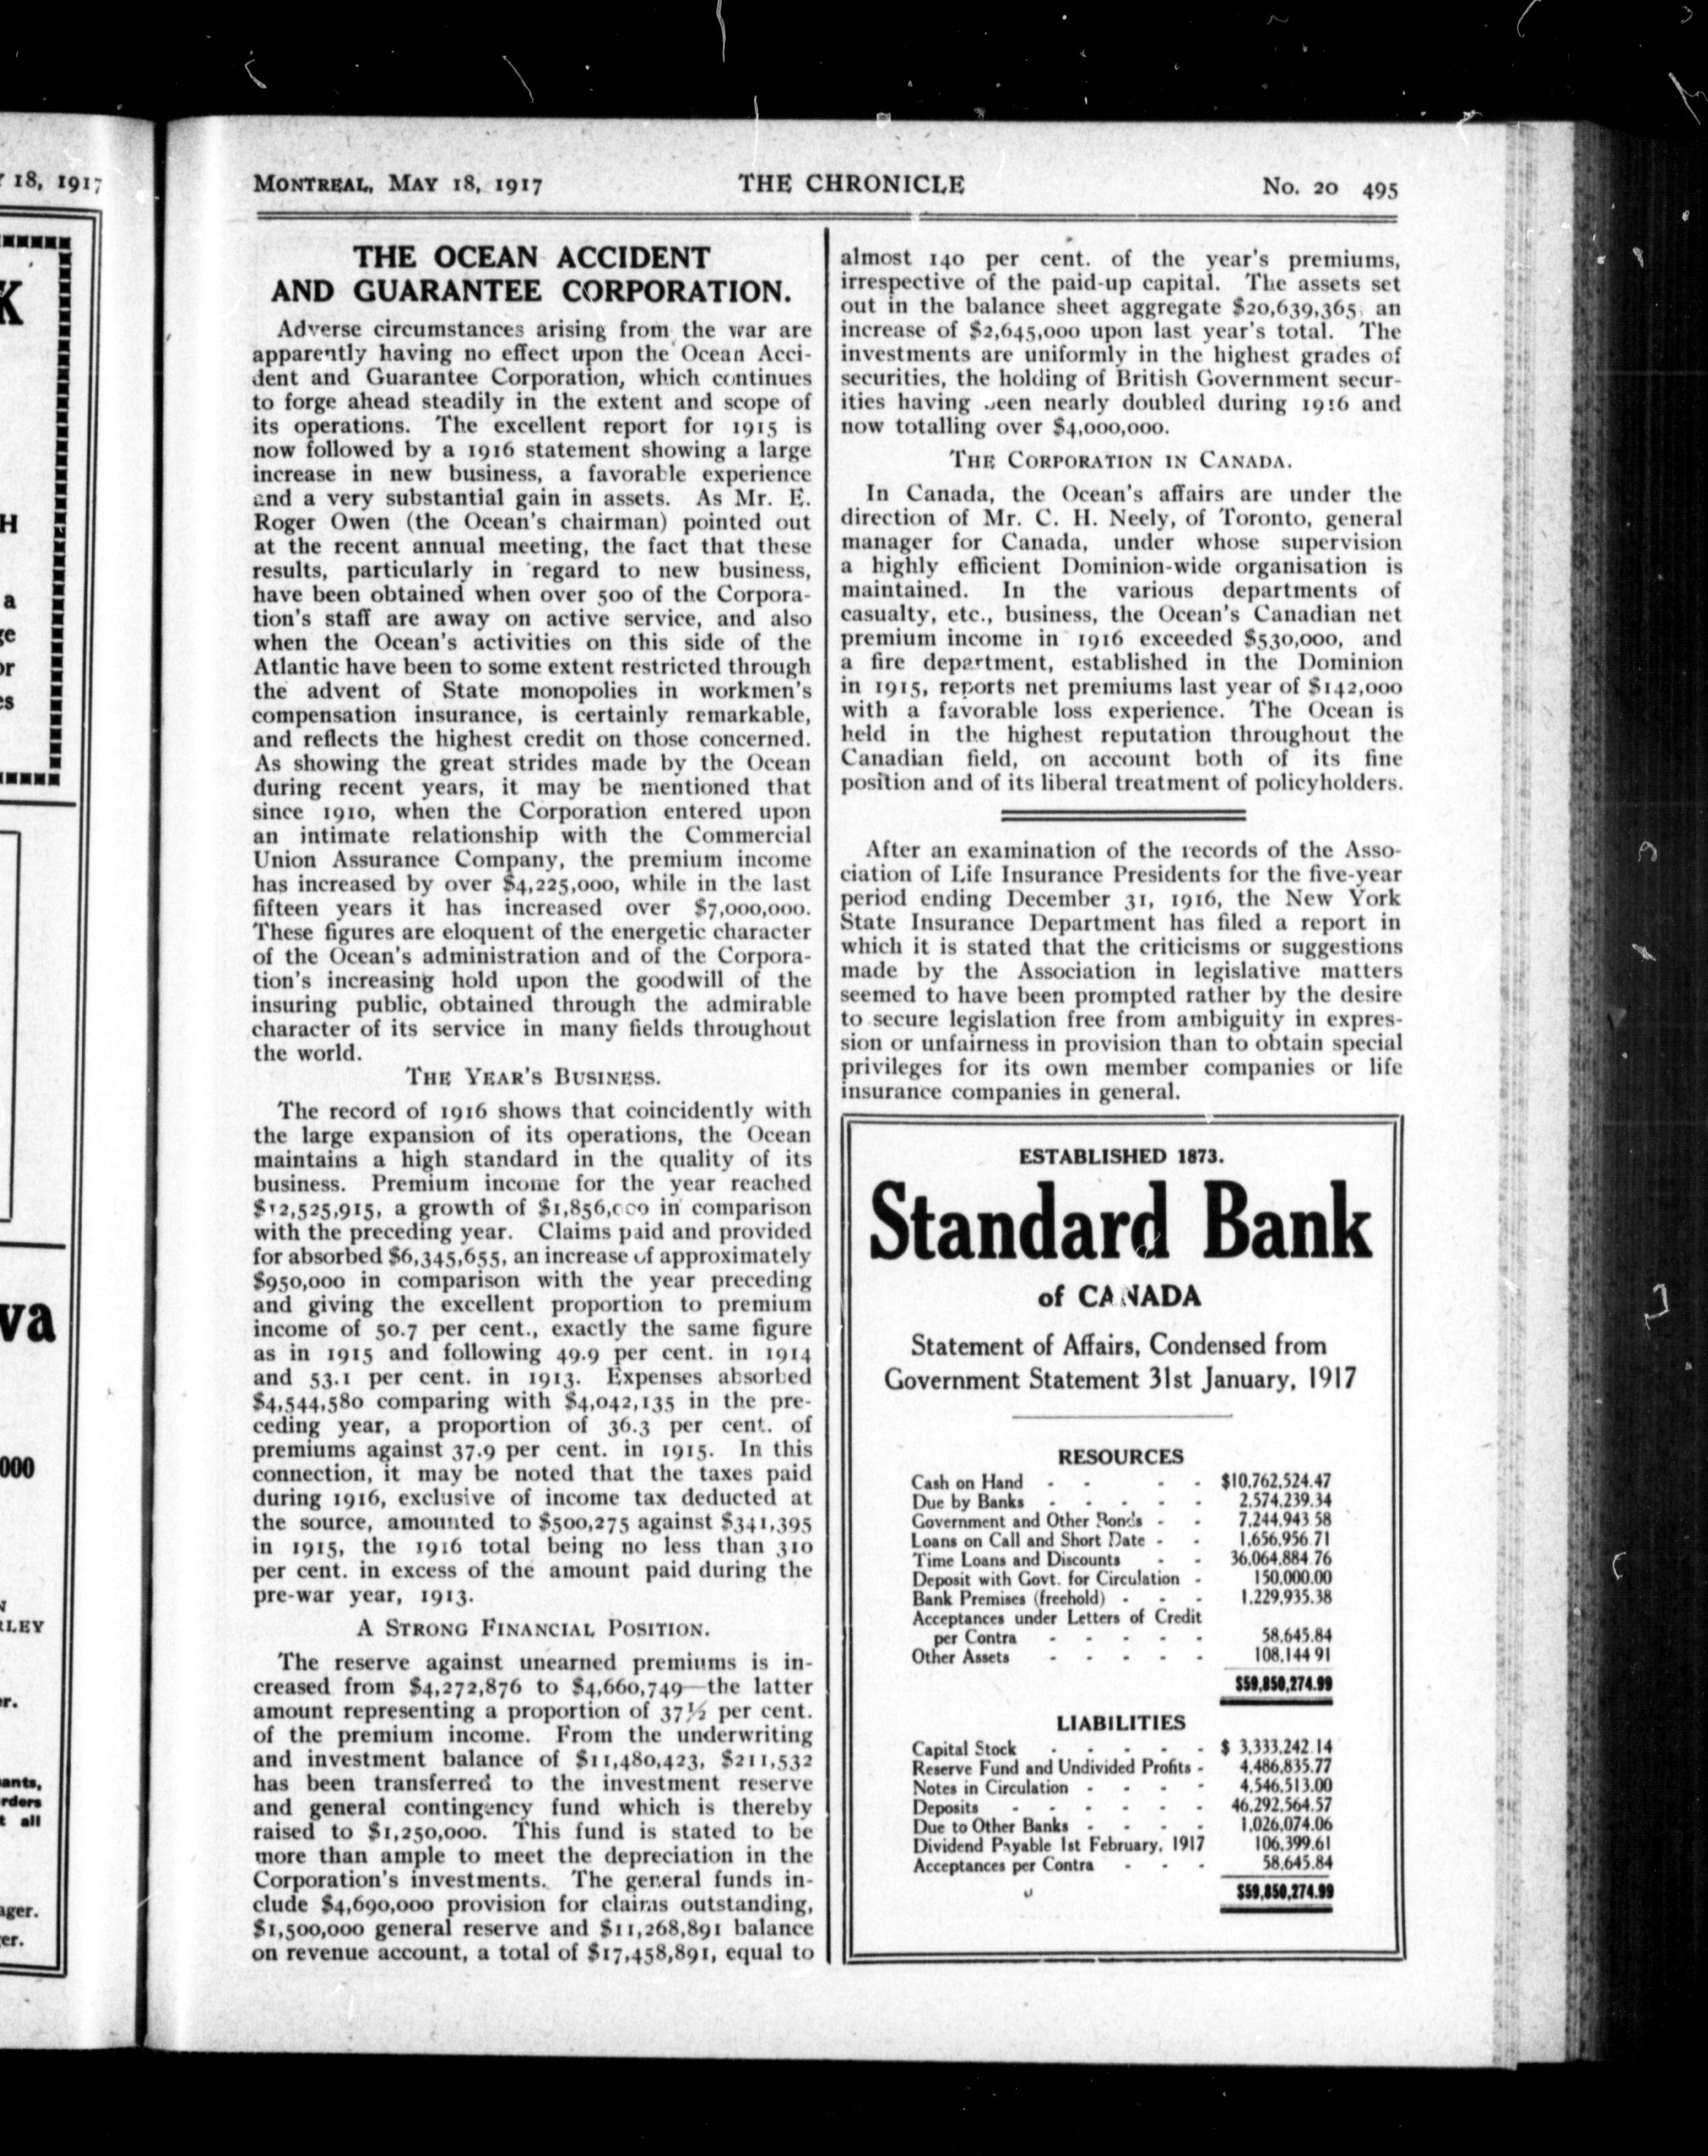 18, 1917
MONTREAL, MAY 18, 1917 THE CHRONICLE No. 20 495
THE OCEAN ACCIDENT
AND GUARANTEE CORPORATION.
Adverse circumstances arising from the war are
apparently having no effect upon the Ocean Acci-
dent and Guarantee Corporation, which continues
to forge ahead steadily in the extent and scope of
its operations. The excellent report for 1915 is
now followed by a 1916 statement showing a large
increase in new business, a favorable experience
and a very substantial gain in assets. As Mr. E.
Roger Owen (the Ocean's chairman) pointed out
at the recent annual meeting, the fact that these
results, particularly in regard to new business,
have been obtained when over 500 of the Corpora-
tion's staff are away on active service, and also
when the Ocean's activities on this side of the
Atlantic have been to some extent restricted through
the advent of State monopolies in workmen's
compensation insurance, is certainly remarkable,
and reflects the highest credit on those concerned.
As showing the great strides made by the Ocean
during recent years, it may be mentioned that
since 1910, when the Corporation entered upon
an intimate relationship with the Commercial
Union Assurance Company, the premium income
has increased by over $4,225,000, while in the last
fifteen years it has increased over $7,000,000.
These figures are eloquent of the energetic character
of the Ocean's administration and of the Corpora-
tion's increasing hold upon the goodwill of the
insuring public, obtained through the admirable
character of its service in many fields throughout
the world.
THE YEAR'S BUSINESS.
The record of 1916 shows that coincidently with
the large expansion of its operations, the Ocean
maintains a high standard in the quality of its
business. Premium income for the year reached
$12,525,915, a growth of $1,856,000 in comparison
with the preceding year. Claims paid and provided
for absorbed $6,345,655, an increase of approximately
$950,000 in comparison with the year preceding
and giving the excellent proportion to premium
income of 50.7 per cent., exactly the same figure
as in 1915 and following 49.9 per cent. in 1914
and 53.1 per cent. in 1913. Expenses absorbed
$4,544,580 comparing with $4,042,135 in the pre-
ceding year, a proportion of 36.3 per cent. of
premiums against 37.9 per cent. in 1915. In this
connection, it may be noted that the taxes paid
during 1916, exclusive of income tax deducted at
the source, amounted to $500,275 against $341,395
in 1915, the 1916 total being no less than 310
per cent. in excess of the amount paid during the
pre-war year, 1913.
A STRONG FINANCIAL POSITION.
The reserve against unearned premiums is in-
creased from $4,272,876 to $4,660,749—the latter
amount representing a proportion of 37½ per cent.
of the premium income. From the underwriting
and investment balance of $11,480,423, $211,532
has been transferred to the investment reserve
and general contingency fund which is thereby
raised to $1,250,000. This fund is stated to be
more than ample to meet the depreciation in the
Corporation's investments. The general funds in-
clude $4,690,000 provision for claims outstanding,
$1,500,000 general reserve and $11,268,891 balance
on revenue account, a total of $17,458,891, equal to
almost 140 per cent. of the year's premiums,
irrespective of the paid-up capital. The assets set
out in the balance sheet aggregate $20,639,365, an
increase of $2,645,000 upon last year's total. The
investments are uniformly in the highest grades of
securities, the holding of British Government secur-
ities having been nearly doubled during 1916 and
now totalling over $4,000,000.
THE CORPORATION IN CANADA.
In Canada, the Ocean's affairs are under the
direction of Mr. C. H. Neely, of Toronto, general
manager for Canada, under whose supervision
a highly efficient Dominion-wide organisation is
maintained. In the various departments of
casualty, etc., business, the Ocean's Canadian net
premium income in 1916 exceeded $530,000, and
a fire department, established in the Dominion
in 1915, reports net premiums last year of $142,000
with a favorable loss experience. The Ocean is
held in the highest reputation throughout the
Canadian field, on account both of its fine
position and of its liberal treatment of policyholders.
After an examination of the records of the Asso-
ciation of Life Insurance Presidents for the five-year
period ending December 31, 1916, the New York
State Insurance Department has filed a report in
which it is stated that the criticisms or suggestions
made by the Association in legislative matters
seemed to have been prompted rather by the desire
to secure legislation free from ambiguity in expres-
sion or unfairness in provision than to obtain special
privileges for its own member companies or life
insurance companies in general.
ESTABLISHED 1873.
Standard Bank
of CANADA
Statement of Affairs, Condensed from
Government Statement 31st January, 1917
RESOURCES
Cash on Hand - - - - $10,762,524.47
Due by Banks - - - - - 2,574,239.34
Government and Other Bonds - - 7,244,943.58
Loans on Call and Short Date - - 1,656,956.71
Time Loans and Discounts - - 36,064,884.76
Deposit with Govt. for Circulation - 150,000.00
Bank Premises (freehold) - - - 1,229,935.38
Acceptances under Letters of Credit
per Contra - - - - - 58,645.84
Other Assets - - - - - 108,144.91
$59,850,274.99
LIABILITIES
Capital Stock - - - - - $ 3,333,242.14
Reserve Fund and Undivided Profits - 4,486,835.77
Notes in Circulation - - - - 4,546,513.00
Deposits - - - - - - 46,292,564.57
Due to Other Banks - - - - 1,026,074.06
Dividend Payable 1st February, 1917 106,399.61
Acceptances per Contra - - - 58,645.84
$59,850,274.99